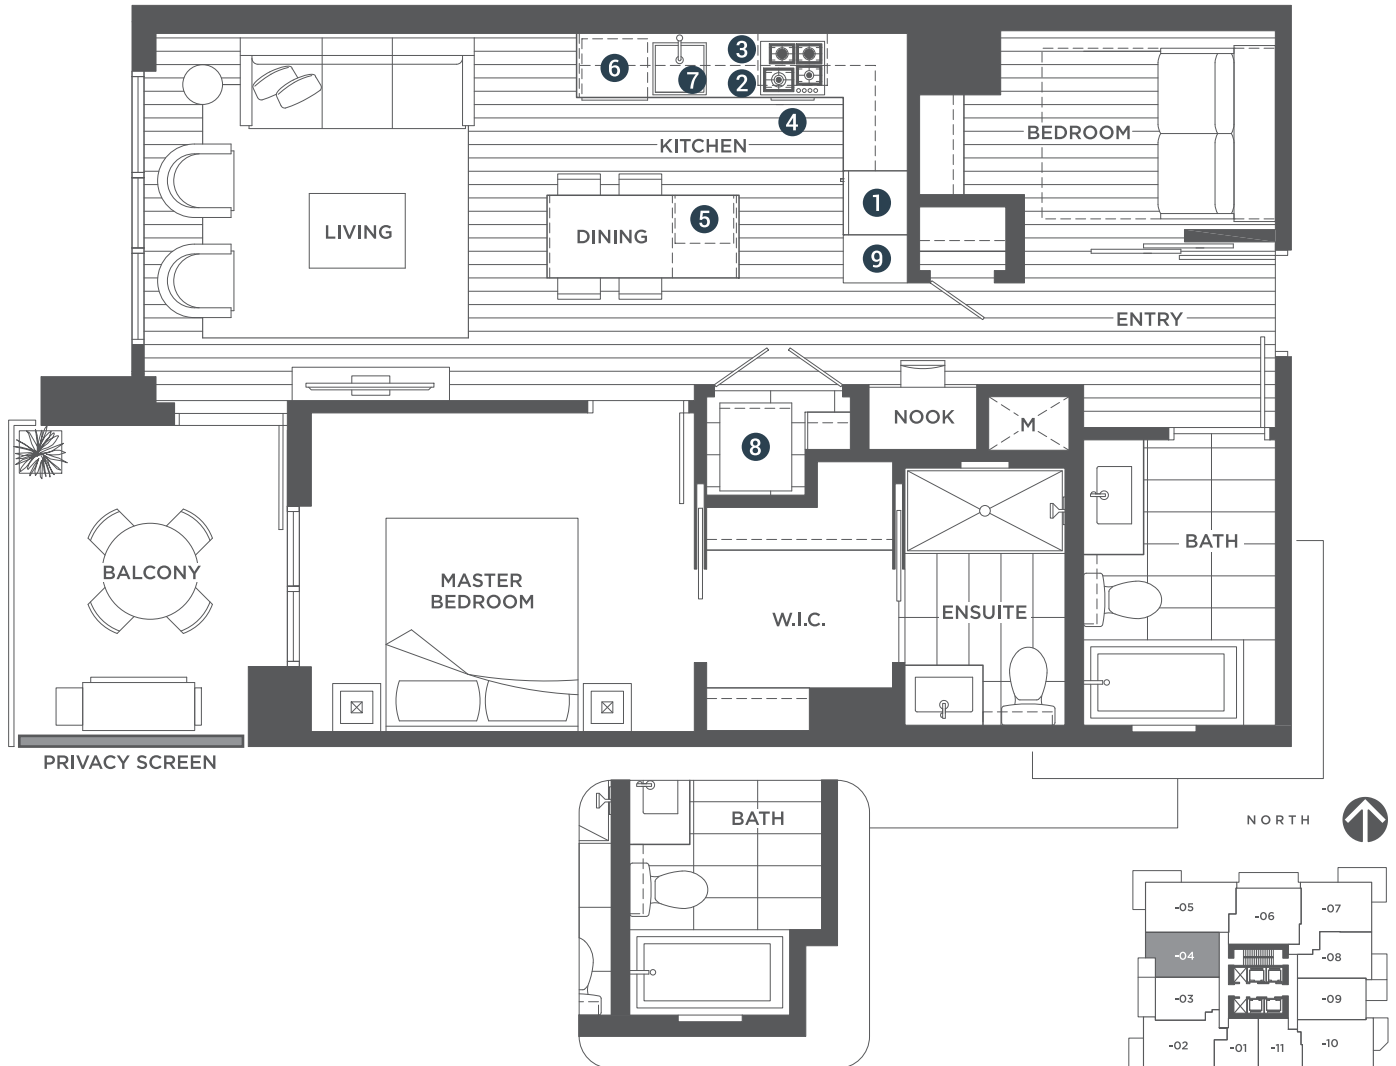 3
6
7
2
4
KITCHEN
BEDROOM
1
5
LIVING
DINING
9
ENTRY
NOOK
M
8
BATH
BALCONY
MASTER
BEDROOM
W.I.C.
ENSUITE
PRIVACY SCREEN
BATH
NORTH
-05
-06
-07
-04
-08
-03
-09
-02
-01
-11
-10